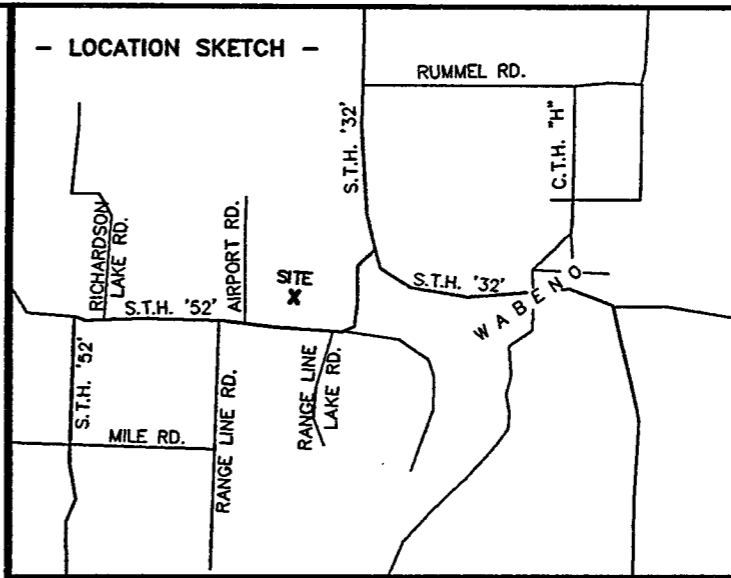 - LOCATION SKETCH -
RUMMEL RD.
S.T.H. '32'
C.T.H. "H"
RICHARDSON
LAKE RD.
AIRPORT RD.
SITE
X
S.T.H. '52'
S.T.H. '32'
WABENO
S.T.H. '52'
RANGE LINE RD.
RANGE LINE
LAKE RD.
MILE RD.